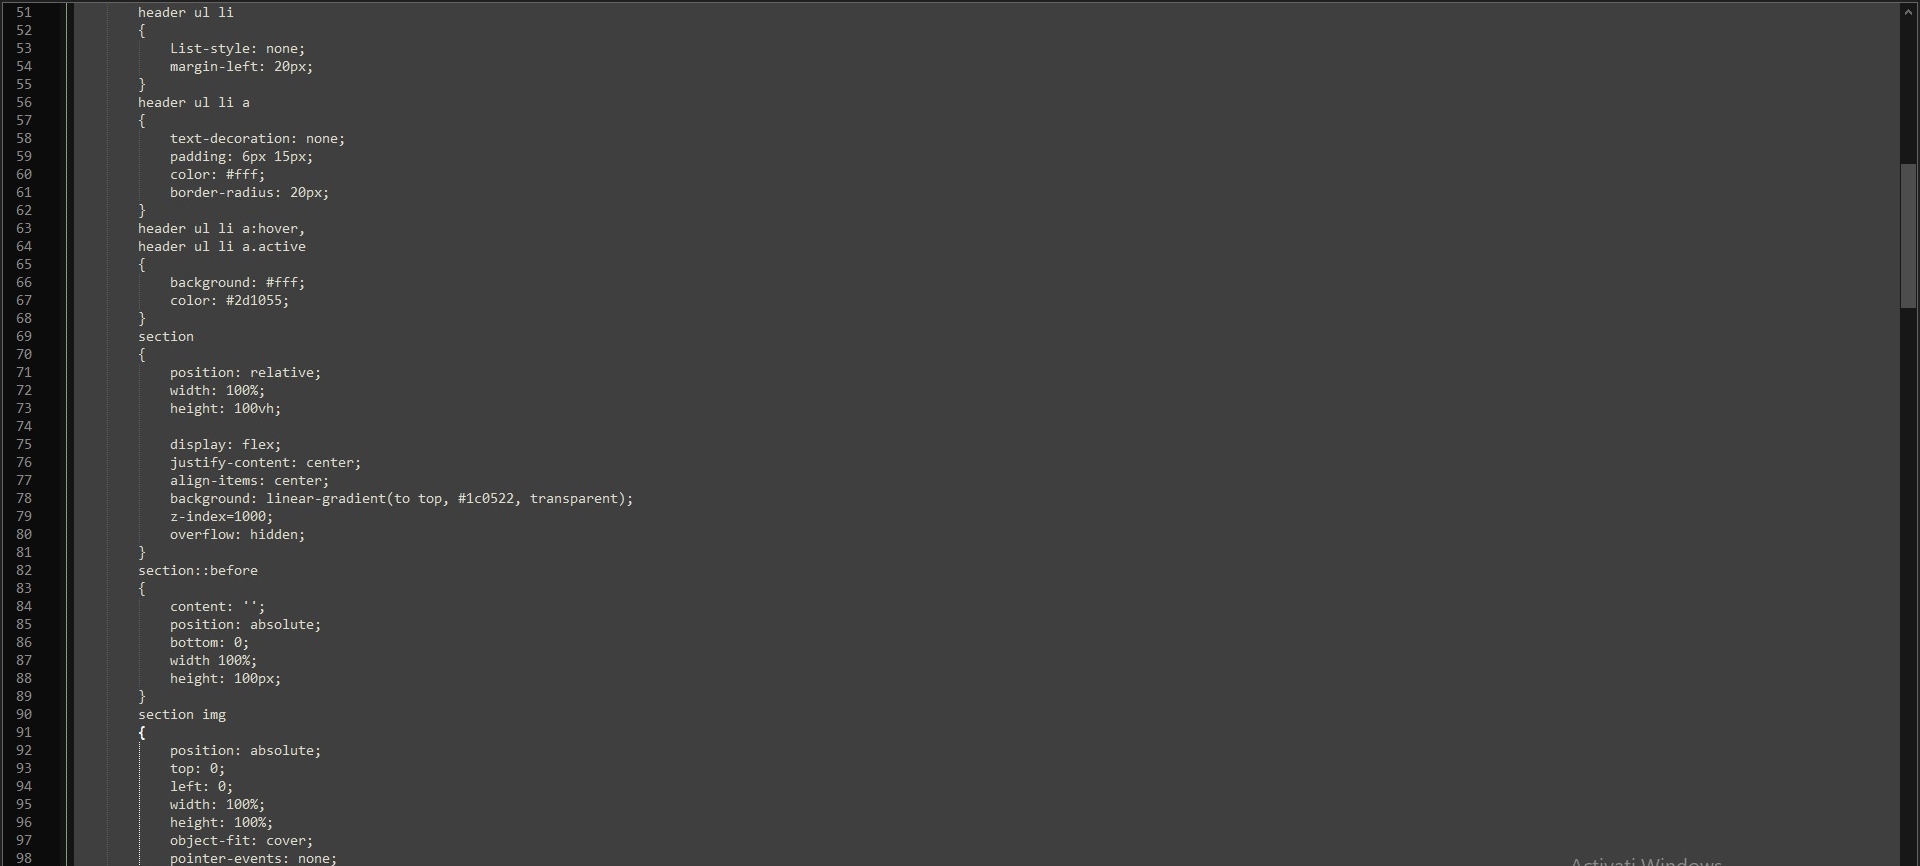 51 header ul li
52 {
53 List-style: none;
54 margin-left: 20px;
55 }
56 header ul li a
57 {
58 text-decoration: none;
59 padding: 6px 15px;
60 color: #fff;
61 border-radius: 20px;
62 }
63 header ul li a:hover,
64 header ul li a.active
65 {
66 background: #fff;
67 color: #2d1055;
68 }
69 section
70 {
71 position: relative;
72 width: 100%;
73 height: 100vh;
74
75 display: flex;
76 justify-content: center;
77 align-items: center;
78 background: linear-gradient(to top, #1c0522, transparent);
79 z-index=1000;
80 overflow: hidden;
81 }
82 section::before
83 {
84 content: '';
85 position: absolute;
86 bottom: 0;
87 width 100%;
88 height: 100px;
89 }
90 section img
91 {
92 position: absolute;
93 top: 0;
94 left: 0;
95 width: 100%;
96 height: 100%;
97 object-fit: cover;
98 pointer-events: none;
Activati Windows